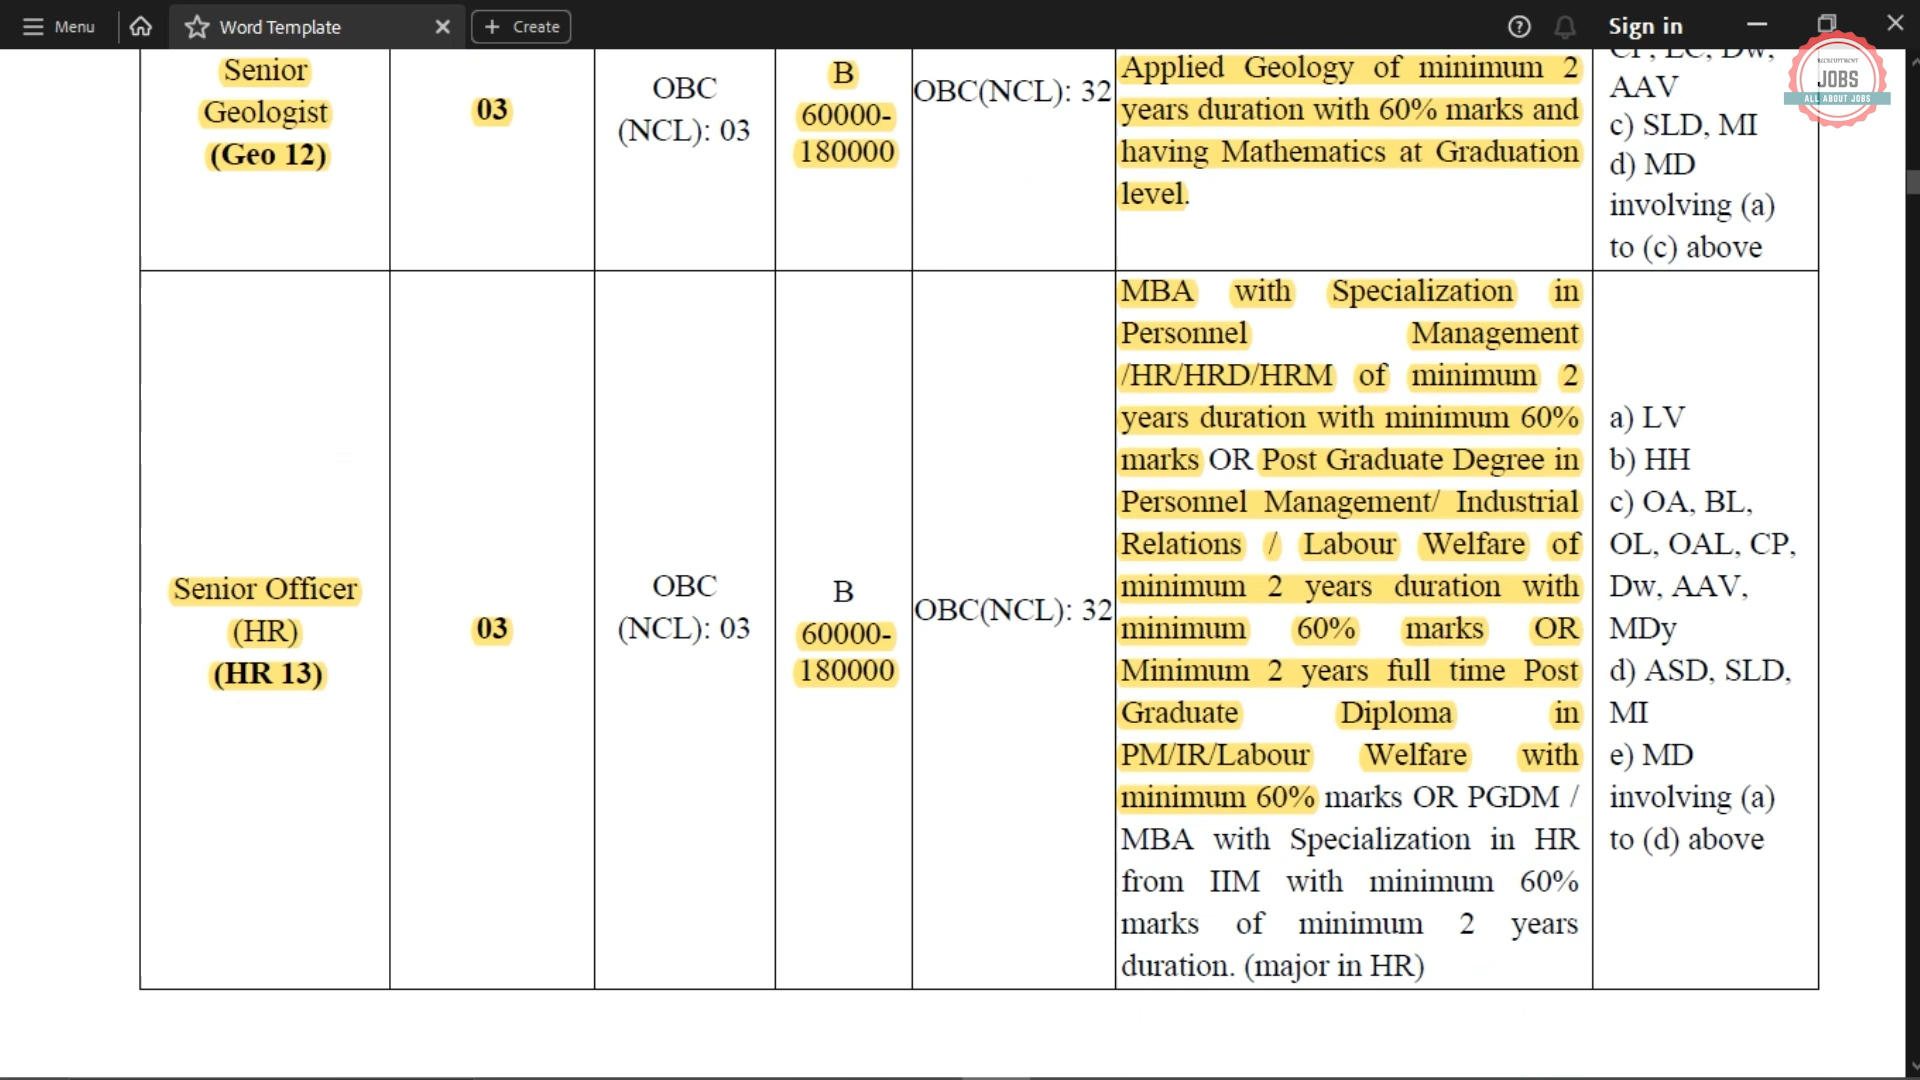 Menu
Word Template
Create
Sign in
RECRUITMENT
JOBS
ALL ABOUT JOBS
Senior
Geologist
(Geo 12)
03
OBC
(NCL): 03
B
60000-
180000
OBC(NCL): 32
Applied Geology of minimum 2
years duration with 60% marks and
having Mathematics at Graduation
level.
AAV
c) SLD, MI
d) MD
involving (a)
to (c) above
Senior Officer
(HR)
(HR 13)
03
OBC
(NCL): 03
B
60000-
180000
OBC(NCL): 32
MBA with Specialization in
Personnel Management
/HR/HRD/HRM of minimum 2
years duration with minimum 60%
marks OR Post Graduate Degree in
Personnel Management/ Industrial
Relations / Labour Welfare of
minimum 2 years duration with
minimum 60% marks OR
Minimum 2 years full time Post
Graduate Diploma in
PM/IR/Labour Welfare with
minimum 60% marks OR PGDM /
MBA with Specialization in HR
from IIM with minimum 60%
marks of minimum 2 years
duration. (major in HR)
a) LV
b) HH
c) OA, BL,
OL, OAL, CP,
Dw, AAV,
MDy
d) ASD, SLD,
MI
e) MD
involving (a)
to (d) above